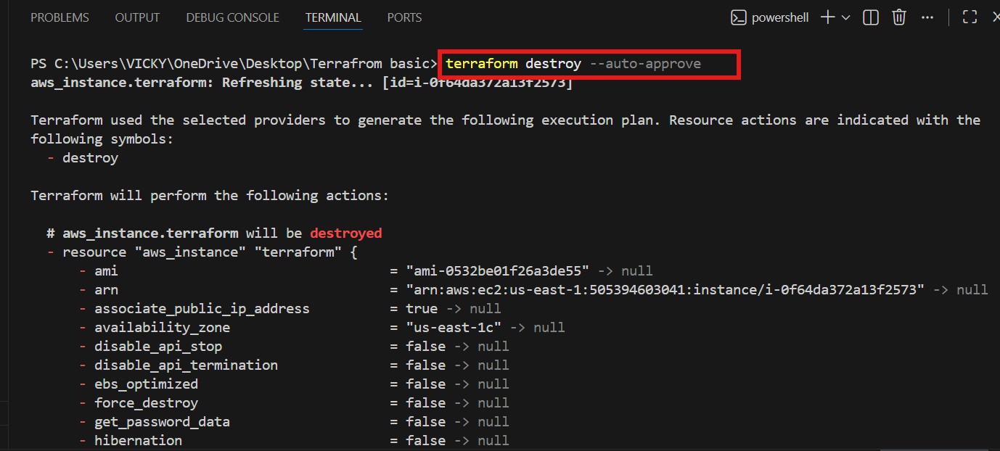 PROBLEMS OUTPUT DEBUG CONSOLE TERMINAL PORTS powershell
PS C:\Users\VICKY\OneDrive\Desktop\Terrafrom basic> terraform destroy --auto-approve
aws_instance.terraform: Refreshing state... [id=i-0f64da372a13f2573]
Terraform used the selected providers to generate the following execution plan. Resource actions are indicated with the
following symbols:
- destroy
Terraform will perform the following actions:
# aws_instance.terraform will be destroyed
- resource "aws_instance" "terraform" {
- ami = "ami-0532be01f26a3de55" -> null
- arn = "arn:aws:ec2:us-east-1:505394603041:instance/i-0f64da372a13f2573" -> null
- associate_public_ip_address = true -> null
- availability_zone = "us-east-1c" -> null
- disable_api_stop = false -> null
- disable_api_termination = false -> null
- ebs_optimized = false -> null
- force_destroy = false -> null
- get_password_data = false -> null
- hibernation = false -> null